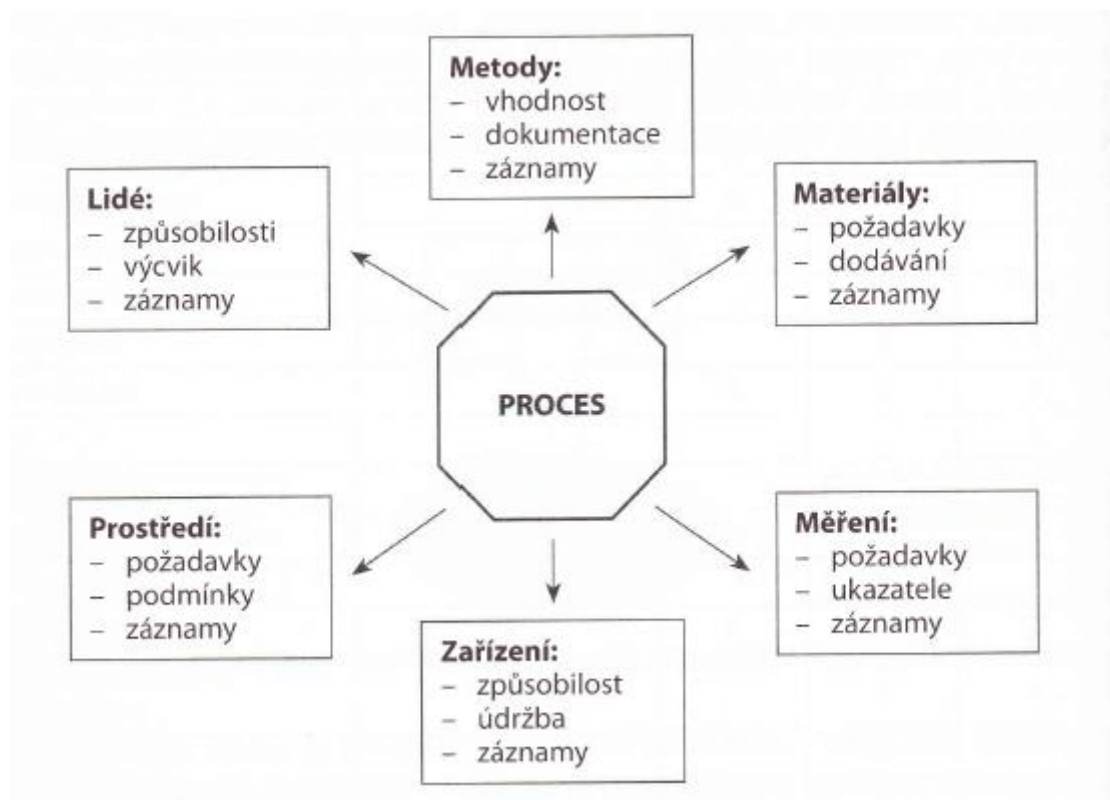 Metody:
– vhodnost
– dokumentace
– záznamy
Lidé:
– způsobilosti
– výcvik
– záznamy
Materiály:
– požadavky
– dodávání
– záznamy
PROCES
Prostředí:
– požadavky
– podmínky
– záznamy
Měření:
– požadavky
– ukazatele
– záznamy
Zařízení:
– způsobilost
– údržba
– záznamy